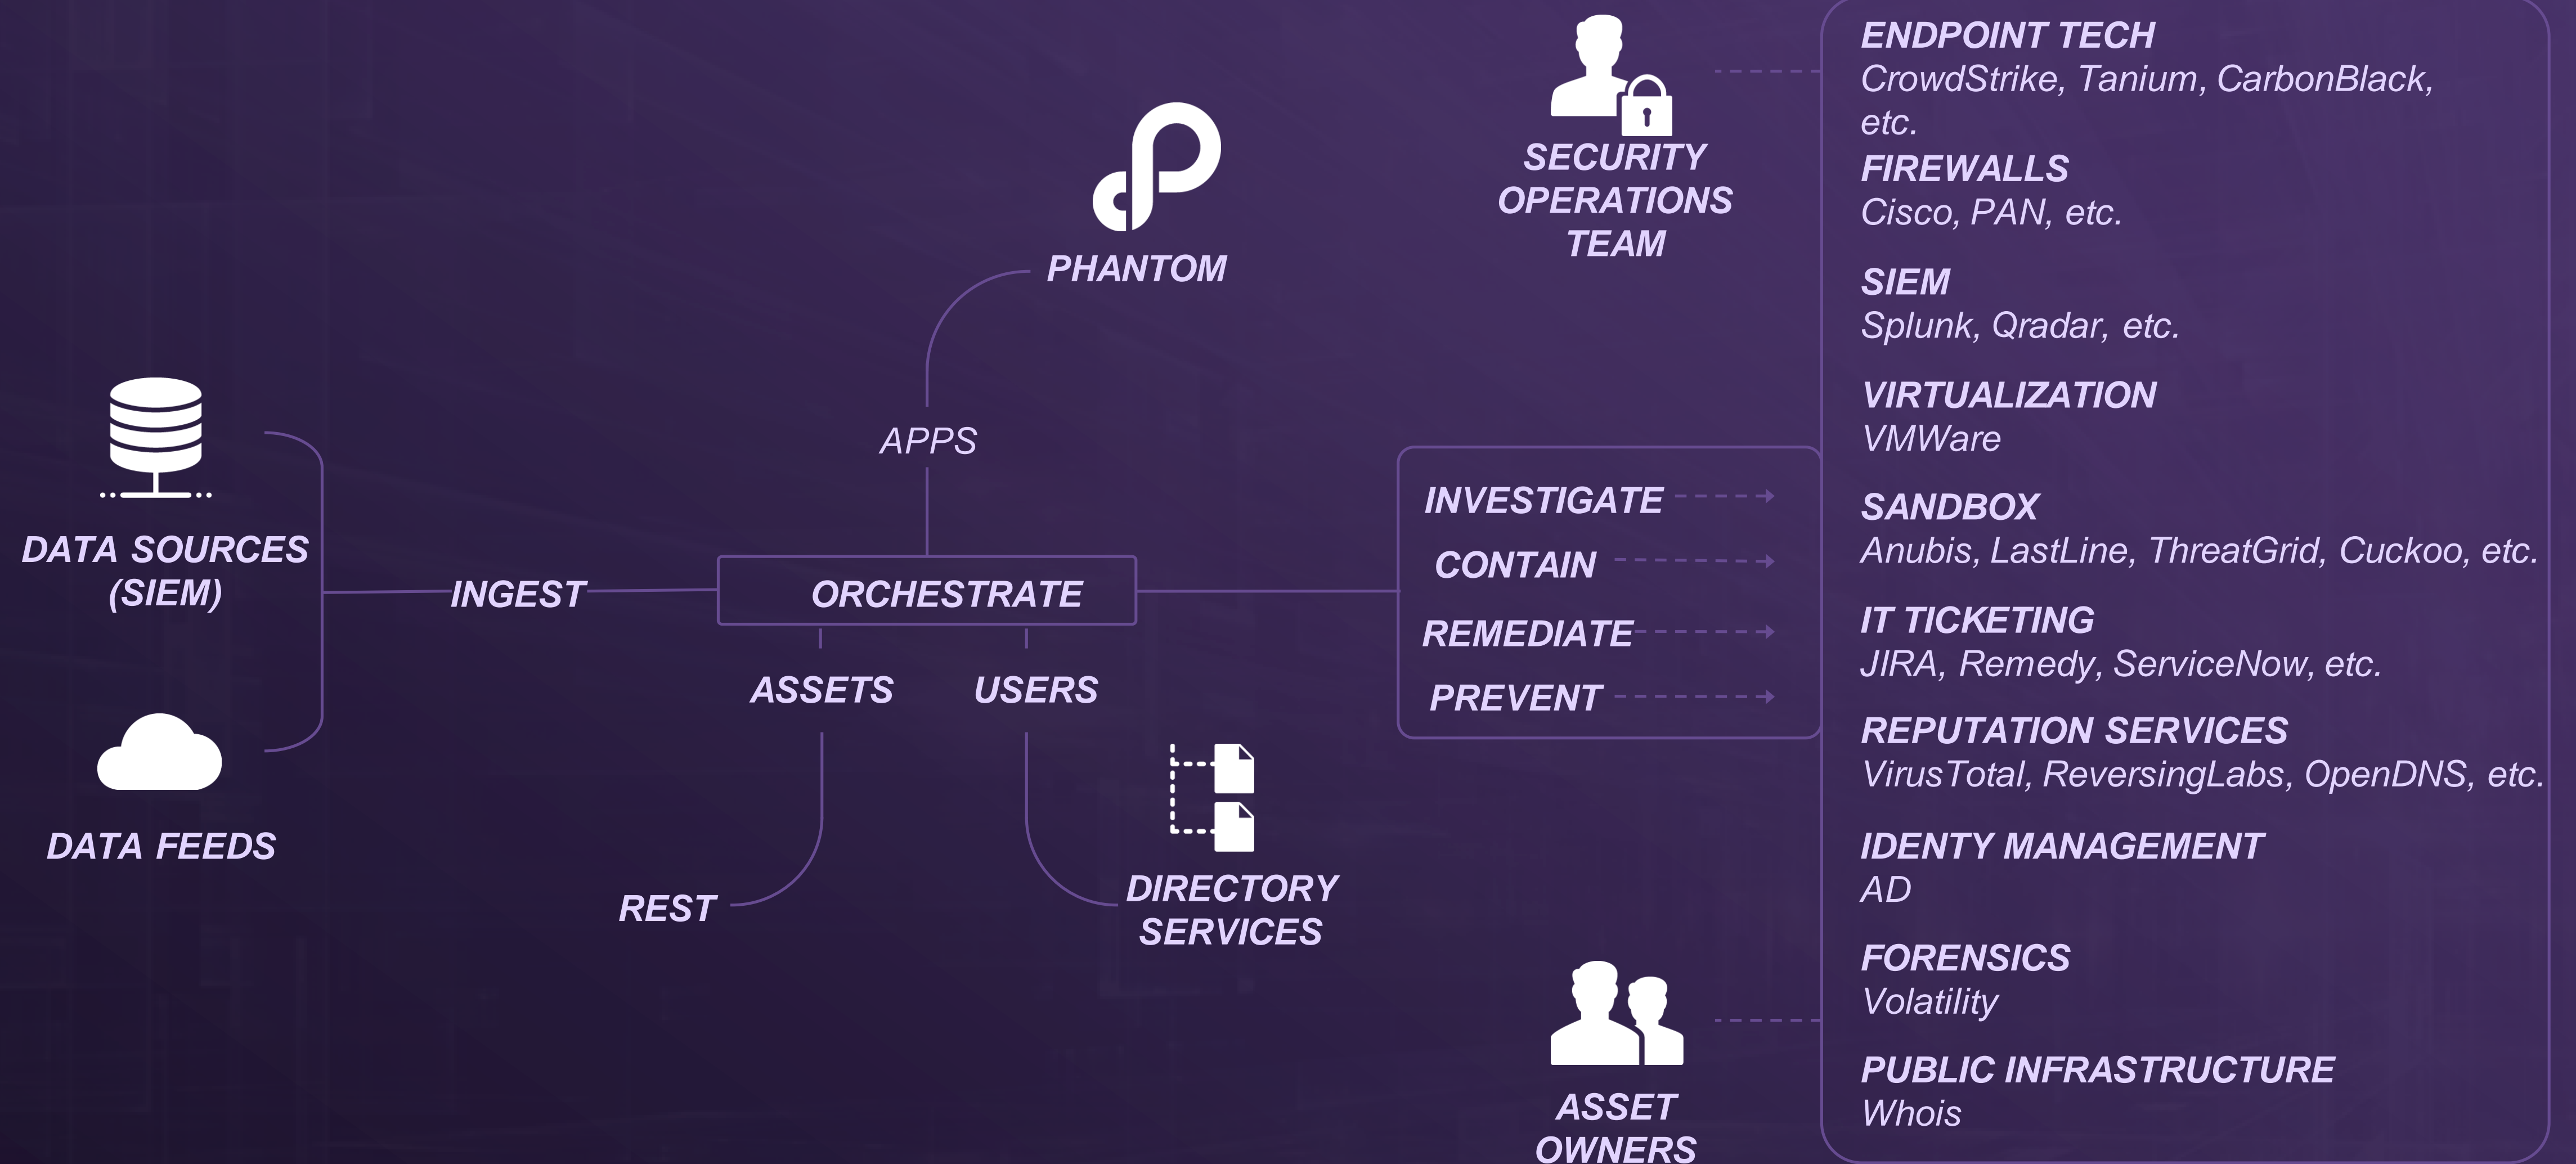 DATA SOURCES
(SIEM)
DATA FEEDS
INGEST
PHANTOM
APPS
ORCHESTRATE
ASSETS
USERS
REST
DIRECTORY
SERVICES
SECURITY
OPERATIONS
TEAM
INVESTIGATE
CONTAIN
REMEDIATE
PREVENT
ASSET
OWNERS
ENDPOINT TECH
CrowdStrike, Tanium, CarbonBlack,
etc.
FIREWALLS
Cisco, PAN, etc.
SIEM
Splunk, Qradar, etc.
VIRTUALIZATION
VMWare
SANDBOX
Anubis, LastLine, ThreatGrid, Cuckoo, etc.
IT TICKETING
JIRA, Remedy, ServiceNow, etc.
REPUTATION SERVICES
VirusTotal, ReversingLabs, OpenDNS, etc.
IDENTY MANAGEMENT
AD
FORENSICS
Volatility
PUBLIC INFRASTRUCTURE
Whois